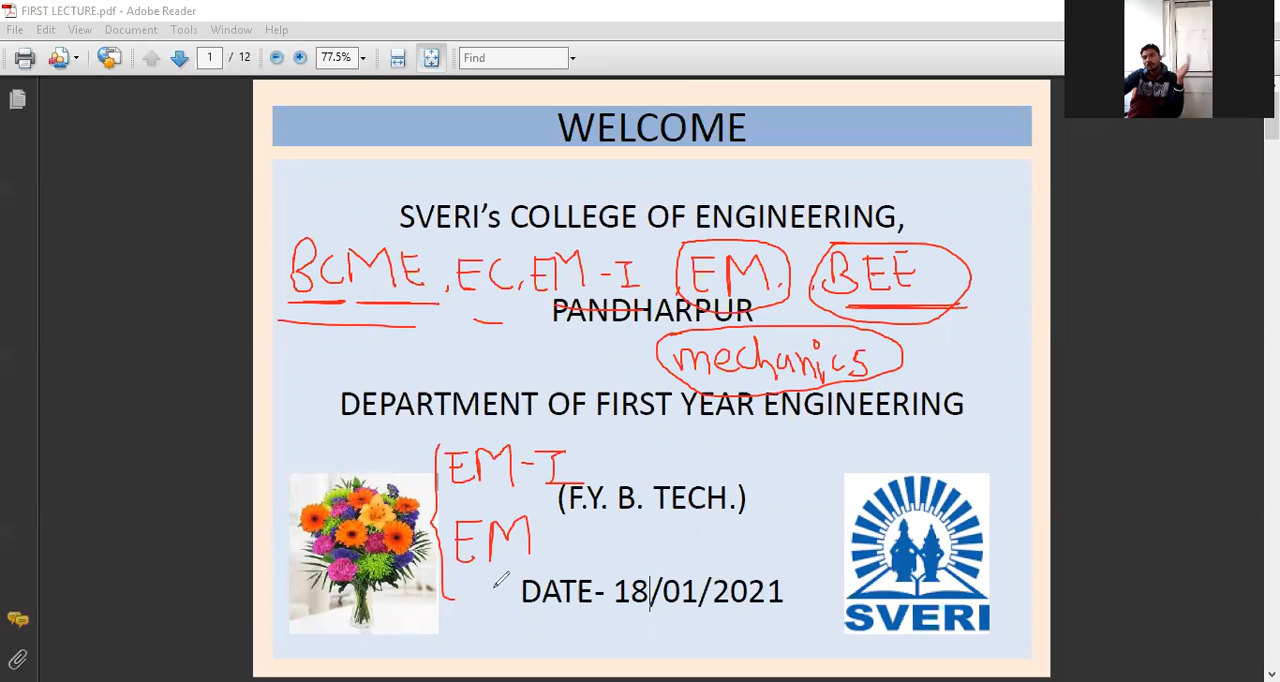 FIRST LECTURE.pdf - Adobe Reader
File Edit View Document Tools Window Help
1 / 12 77.5% Find
WELCOME
SVERI's COLLEGE OF ENGINEERING,
BCME, EC, EM-I EM. BEE
PANDHARPUR
mechanics
DEPARTMENT OF FIRST YEAR ENGINEERING
EM-I
(F.Y. B. TECH.)
EM
DATE- 18/01/2021
SVERI